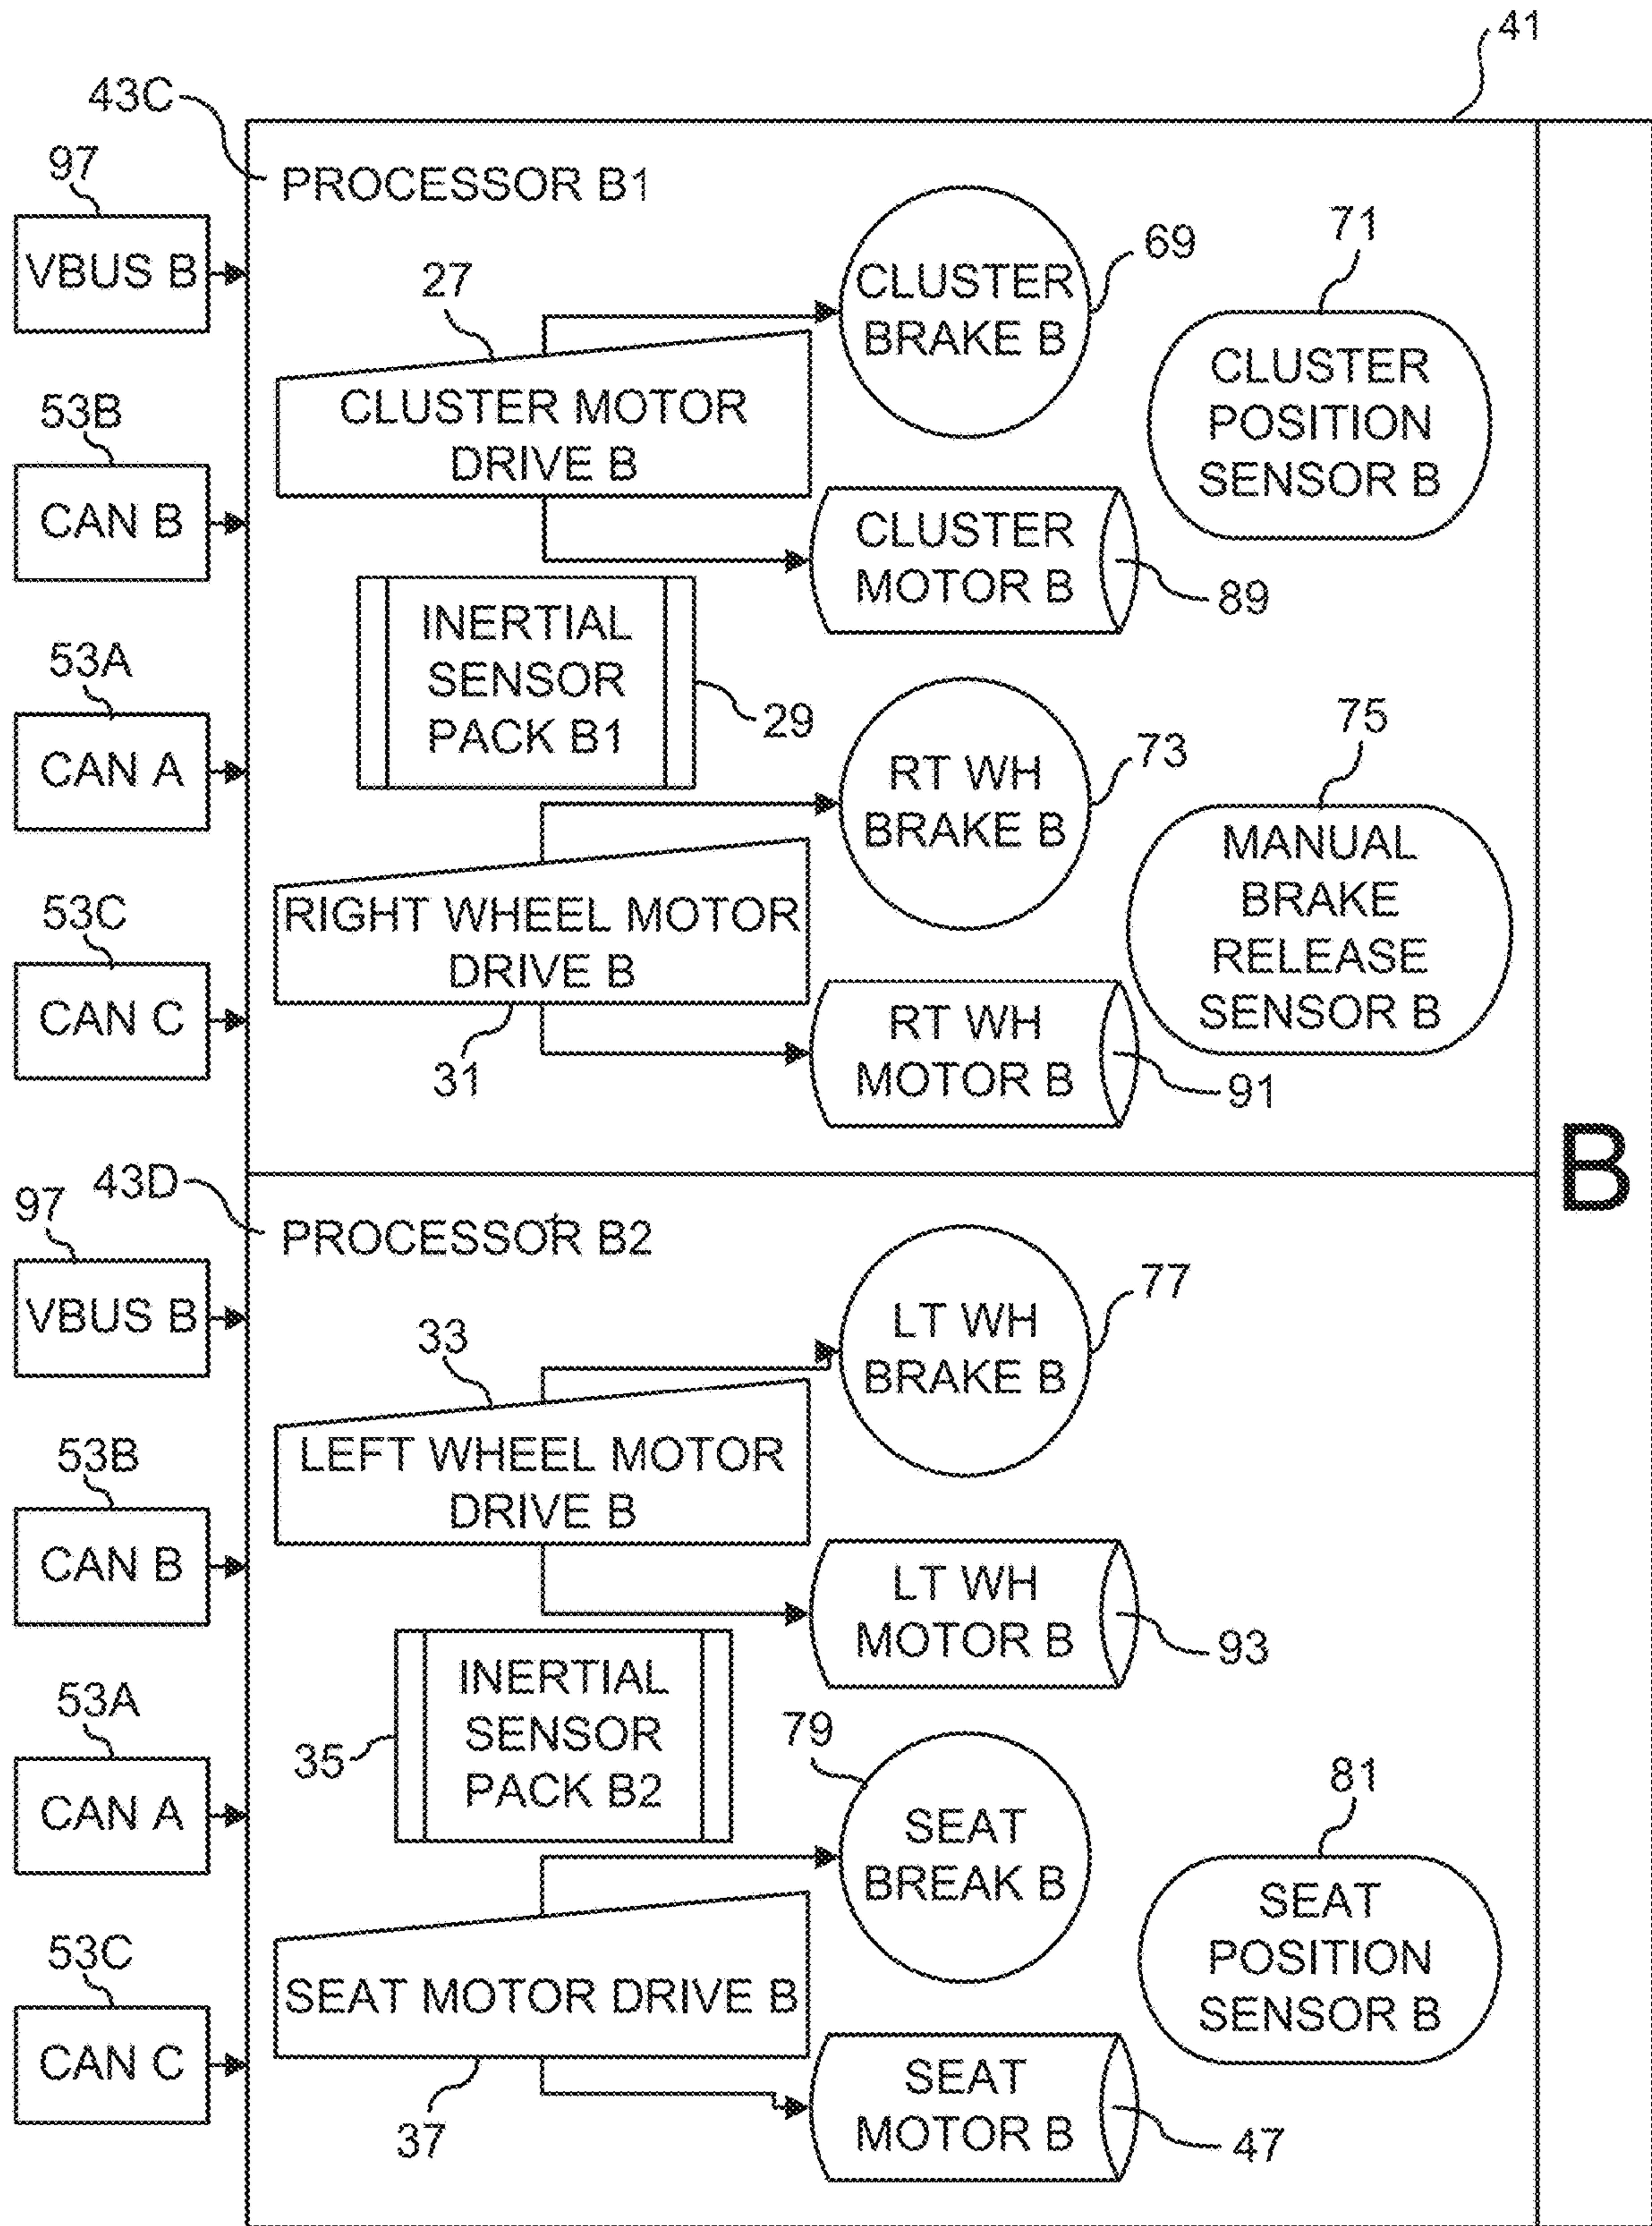 41
43C
97
PROCESSOR B1
VBUS B
27
CLUSTER
BRAKE B
69
71
CLUSTER
POSITION
SENSOR B
53B
CAN B
CLUSTER MOTOR
DRIVE B
CLUSTER
MOTOR B
89
53A
CAN A
INERTIAL
SENSOR
PACK B1
29
RT WH
BRAKE B
73
75
MANUAL
BRAKE
RELEASE
SENSOR B
53C
CAN C
RIGHT WHEEL MOTOR
DRIVE B
31
RT WH
MOTOR B
91
B
43D
97
PROCESSOR B2
VBUS B
33
LT WH
BRAKE B
77
53B
CAN B
LEFT WHEEL MOTOR
DRIVE B
LT WH
MOTOR B
93
53A
CAN A
35
INERTIAL
SENSOR
PACK B2
79
SEAT
BREAK B
81
SEAT
POSITION
SENSOR B
53C
CAN C
SEAT MOTOR DRIVE B
37
SEAT
MOTOR B
47